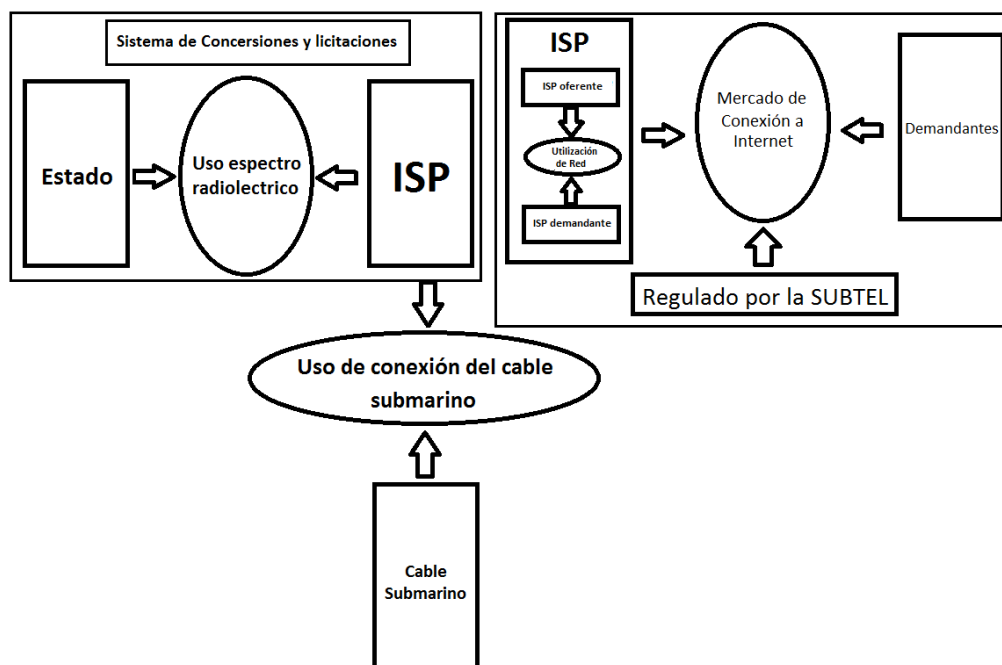 Sistema de Concersiones y licitaciones
Estado
Uso espectro
radiolectrico
ISP
ISP
ISP oferente
Utilización
de Red
ISP demandante
Mercado de
Conexión a
Internet
Demandantes
Regulado por la SUBTEL
Uso de conexión del cable
submarino
Cable
Submarino